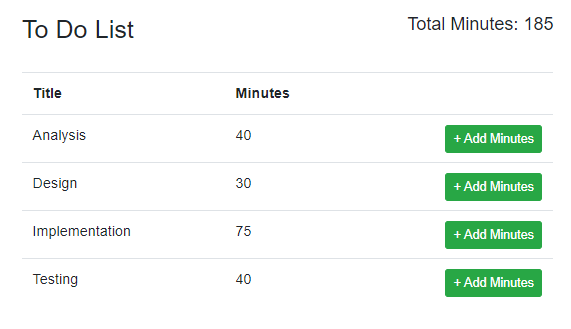 To Do List Total Minutes: 185
Title Minutes
Analysis 40 + Add Minutes
Design 30 + Add Minutes
Implementation 75 + Add Minutes
Testing 40 + Add Minutes